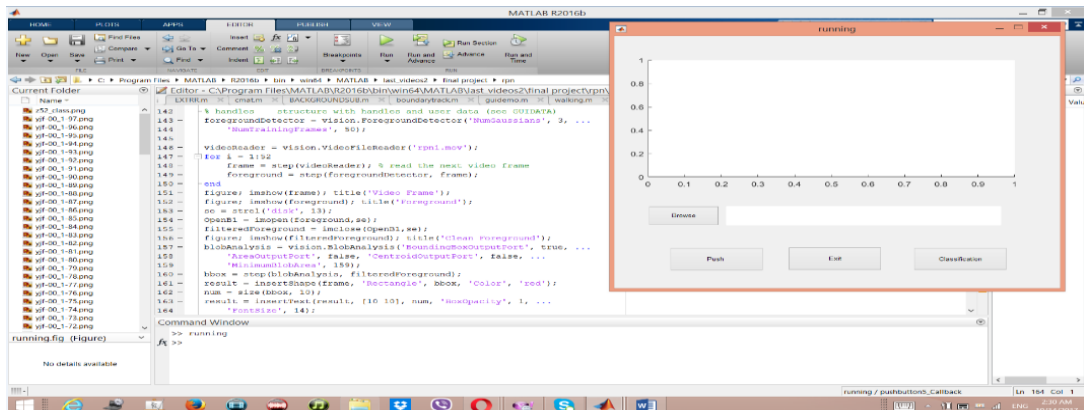 MATLAB R2016b
HOME PLOTS APPS EDITOR PUBLISH VIEW
New Open Save Find Files Compare Print Go To Find Insert Comment Indent Breakpoints Run Run and Advance Run Section Advance Run and Time
FILE NAVIGATE EDIT BREAKPOINTS RUN
C: Program Files MATLAB R2016b bin win64 MATLAB last_videos2 final project rpn
Current Folder
Name
z52_class.png
yjf-00_1-97.png
yjf-00_1-96.png
yjf-00_1-95.png
yjf-00_1-94.png
yjf-00_1-93.png
yjf-00_1-92.png
yjf-00_1-91.png
yjf-00_1-90.png
yjf-00_1-89.png
yjf-00_1-88.png
yjf-00_1-87.png
yjf-00_1-86.png
yjf-00_1-85.png
yjf-00_1-84.png
yjf-00_1-83.png
yjf-00_1-82.png
yjf-00_1-81.png
yjf-00_1-80.png
yjf-00_1-79.png
yjf-00_1-78.png
yjf-00_1-77.png
yjf-00_1-76.png
yjf-00_1-75.png
yjf-00_1-74.png
yjf-00_1-73.png
yjf-00_1-72.png
running.fig (Figure)
No details available
Editor - C:\Program Files\MATLAB\R2016b\bin\win64\MATLAB\last_videos2\final project\rpn\
EXTRR.m cmat.m BACKGROUNDSUB.m boundarytrack.m guidemo.m walking.m
142 % handles structure with handles and user data (see GUIDATA)
143 foregroundDetector = vision.ForegroundDetector('NumGaussians', 3, ...
144 'NumTrainingFrames', 50);
145
146 videoReader = vision.VideoFileReader('rpn1.mov');
147 for i = 1:52
148 frame = step(videoReader); % read the next video frame
149 foreground = step(foregroundDetector, frame);
150 end
151 figure; imshow(frame); title('Video Frame');
152 figure; imshow(foreground); title('Foreground');
153 se = strel('disk', 13);
154 OpenB1 = imopen(foreground,se);
155 filteredForeground = imclose(OpenB1,se);
156 figure; imshow(filteredForeground); title('Clean Foreground');
157 blobAnalysis = vision.BlobAnalysis('BoundingBoxOutputPort', true, ...
158 'AreaOutputPort', false, 'CentroidOutputPort', false, ...
159 'MinimumBlobArea', 159);
160 bbox = step(blobAnalysis, filteredForeground);
161 result = insertShape(frame, 'Rectangle', bbox, 'Color', 'red');
162 num = size(bbox, 10);
163 result = insertText(result, [10 10], num, 'BoxOpacity', 1, ...
164 'FontSize', 14);
Command Window
>> running
fx >>
running
1
0.8
0.6
0.4
0.2
0
0 0.1 0.2 0.3 0.4 0.5 0.6 0.7 0.8 0.9 1
Browse
Push Exit Classification
Valu
running / pushbutton5_Callback Ln 164 Col 1
ENG 2:30 AM